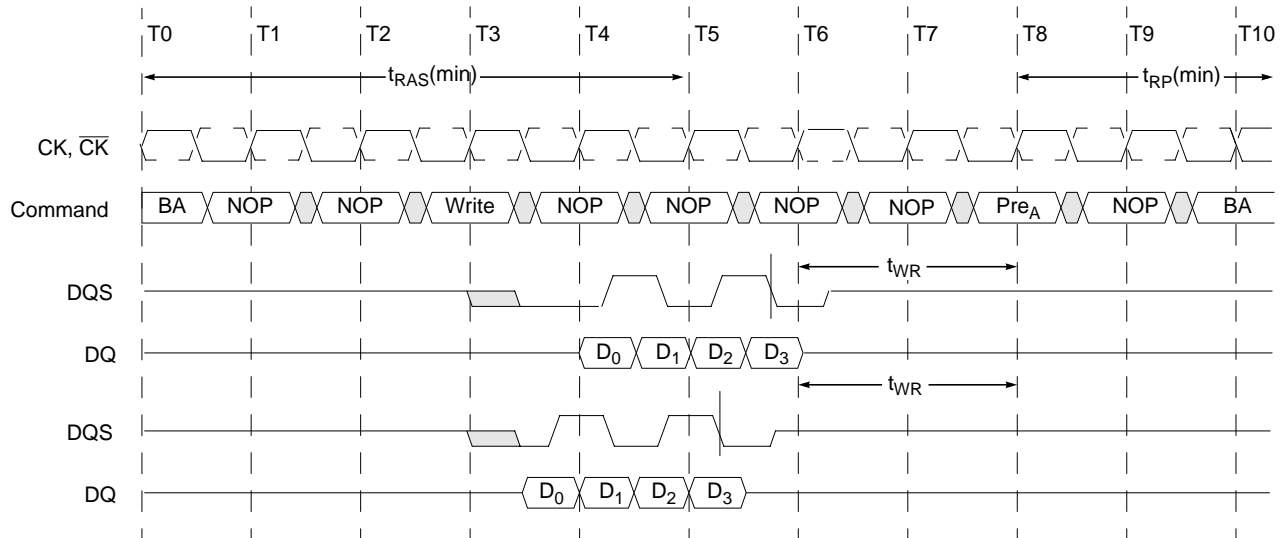 T0 T1 T2 T3 T4 T5 T6 T7 T8 T9 T10
tRAS(min) tRP(min)
CK, CK
Command BA NOP NOP Write NOP NOP NOP NOP PreA NOP BA
tWR
DQS
DQ D0 D1 D2 D3
tWR
DQS
DQ D0 D1 D2 D3